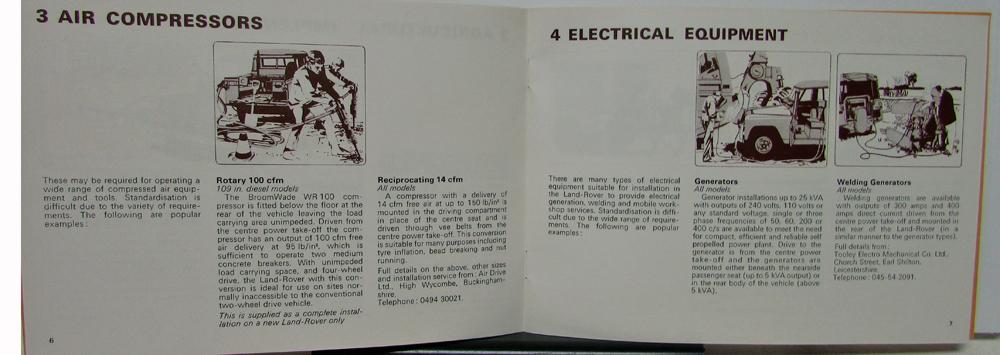 3 AIR COMPRESSORS
These may be required for operating a
wide range of compressed air equip-
ment and tools. Standardisation is
difficult due to the variety of require-
ments. The following are popular
examples :
Rotary 100 cfm
109 in. diesel models
The BroomWade WR100 com-
pressor is fitted below the floor at the
rear of the vehicle leaving the load
carrying area unimpeded. Driven from
the centre power take-off the com-
pressor has an output of 100 cfm free
air delivery at 95 lb/in², which is
sufficient to operate two medium
concrete breakers. With unimpeded
load carrying space, and four-wheel
drive, the Land-Rover with this con-
version is ideal for use on sites nor-
mally inaccessible to the conventional
two-wheel drive vehicle.
This is supplied as a complete instal-
lation on a new Land-Rover only
Reciprocating 14 cfm
All models
A compressor with a delivery of
14 cfm free air at up to 150 lb/in² is
mounted in the driving compartment
in place of the centre seat and is
driven through vee belts from the
centre power take-off. This conversion
is suitable for many purposes including
tyre inflation, bead breaking and nut
running.
Full details on the above, other sizes
and installation service from: Air Drive
Ltd., High Wycombe, Buckingham-
shire.
Telephone: 0494 30021.
6
4 ELECTRICAL EQUIPMENT
There are many types of electrical
equipment suitable for installation in
the Land-Rover to provide electrical
generation, welding and mobile work-
shop services. Standardisation is diffi-
cult due to the wide range of require-
ments. The following are popular
examples :
Generators
All models
Generator installations up to 25 kVA
with outputs of 240 volts, 110 volts or
any standard voltage, single or three
phase frequencies of 50, 60, 200 or
400 c/s are available to meet the need
for compact, efficient and reliable self
propelled power plant. Drive to the
generator is from the centre power
take-off and the generators are
mounted either beneath the nearside
passenger seat (up to 5 kVA output) or
in the rear body of the vehicle (above
5 kVA).
Welding Generators
All models
Welding generators are available
with outputs of 300 amps and 400
amps direct current driven from the
centre power take-off and mounted at
the rear of the Land-Rover (in a
similar manner to the generator types).
Full details from:
Tooley Electro Mechanical Co. Ltd.,
Church Street, Earl Shilton,
Leicestershire.
Telephone: 045-54 2091.
7